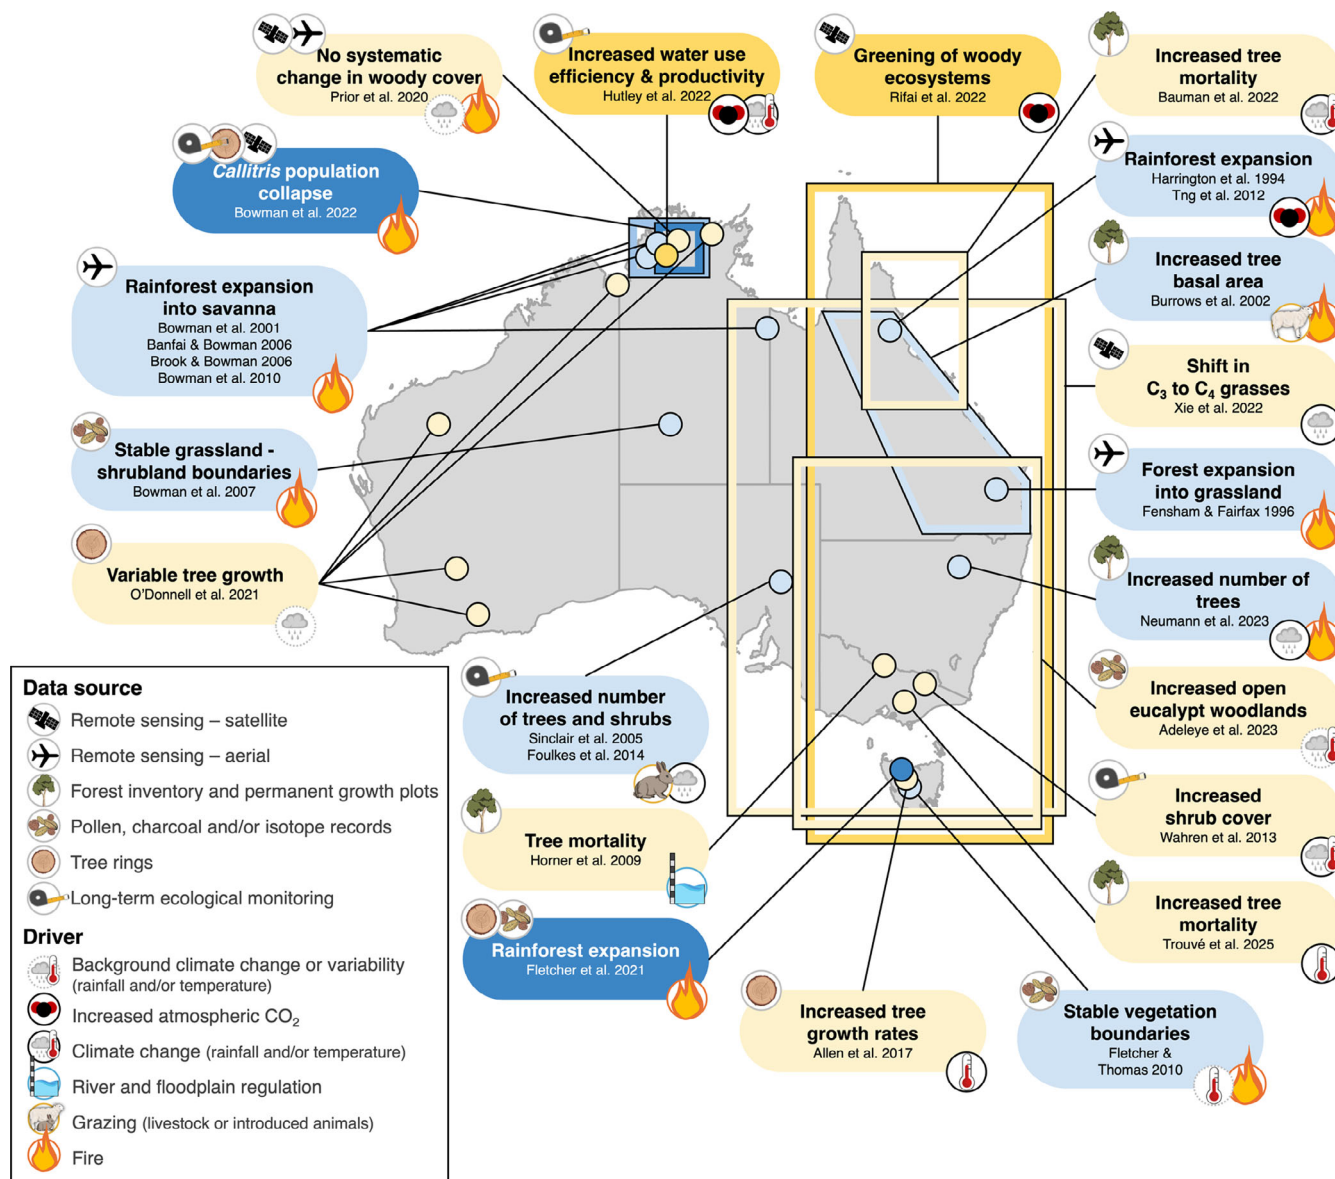 No systematic
change in woody cover
Prior et al. 2020
Increased water use
efficiency & productivity
Hutley et al. 2022
Greening of woody
ecosystems
Rifai et al. 2022
Increased tree
mortality
Bauman et al. 2022
Callitris population
collapse
Bowman et al. 2022
Rainforest expansion
Harrington et al. 1994
Tng et al. 2012
Rainforest expansion
into savanna
Bowman et al. 2001
Banfai & Bowman 2006
Brook & Bowman 2006
Bowman et al. 2010
Increased tree
basal area
Burrows et al. 2002
Shift in
C3 to C4 grasses
Xie et al. 2022
Stable grassland -
shrubland boundaries
Bowman et al. 2007
Forest expansion
into grassland
Fensham & Fairfax 1996
Variable tree growth
O'Donnell et al. 2021
Increased number of
trees
Neumann et al. 2023
Increased number
of trees and shrubs
Sinclair et al. 2005
Foulkes et al. 2014
Increased open
eucalypt woodlands
Adeleye et al. 2023
Tree mortality
Horner et al. 2009
Increased
shrub cover
Wahren et al. 2013
Rainforest expansion
Fletcher et al. 2021
Increased tree
mortality
Trouvé et al. 2025
Increased tree
growth rates
Allen et al. 2017
Stable vegetation
boundaries
Fletcher &
Thomas 2010
Data source
Remote sensing – satellite
Remote sensing – aerial
Forest inventory and permanent growth plots
Pollen, charcoal and/or isotope records
Tree rings
Long-term ecological monitoring
Driver
Background climate change or variability
(rainfall and/or temperature)
Increased atmospheric CO2
Climate change (rainfall and/or temperature)
River and floodplain regulation
Grazing (livestock or introduced animals)
Fire